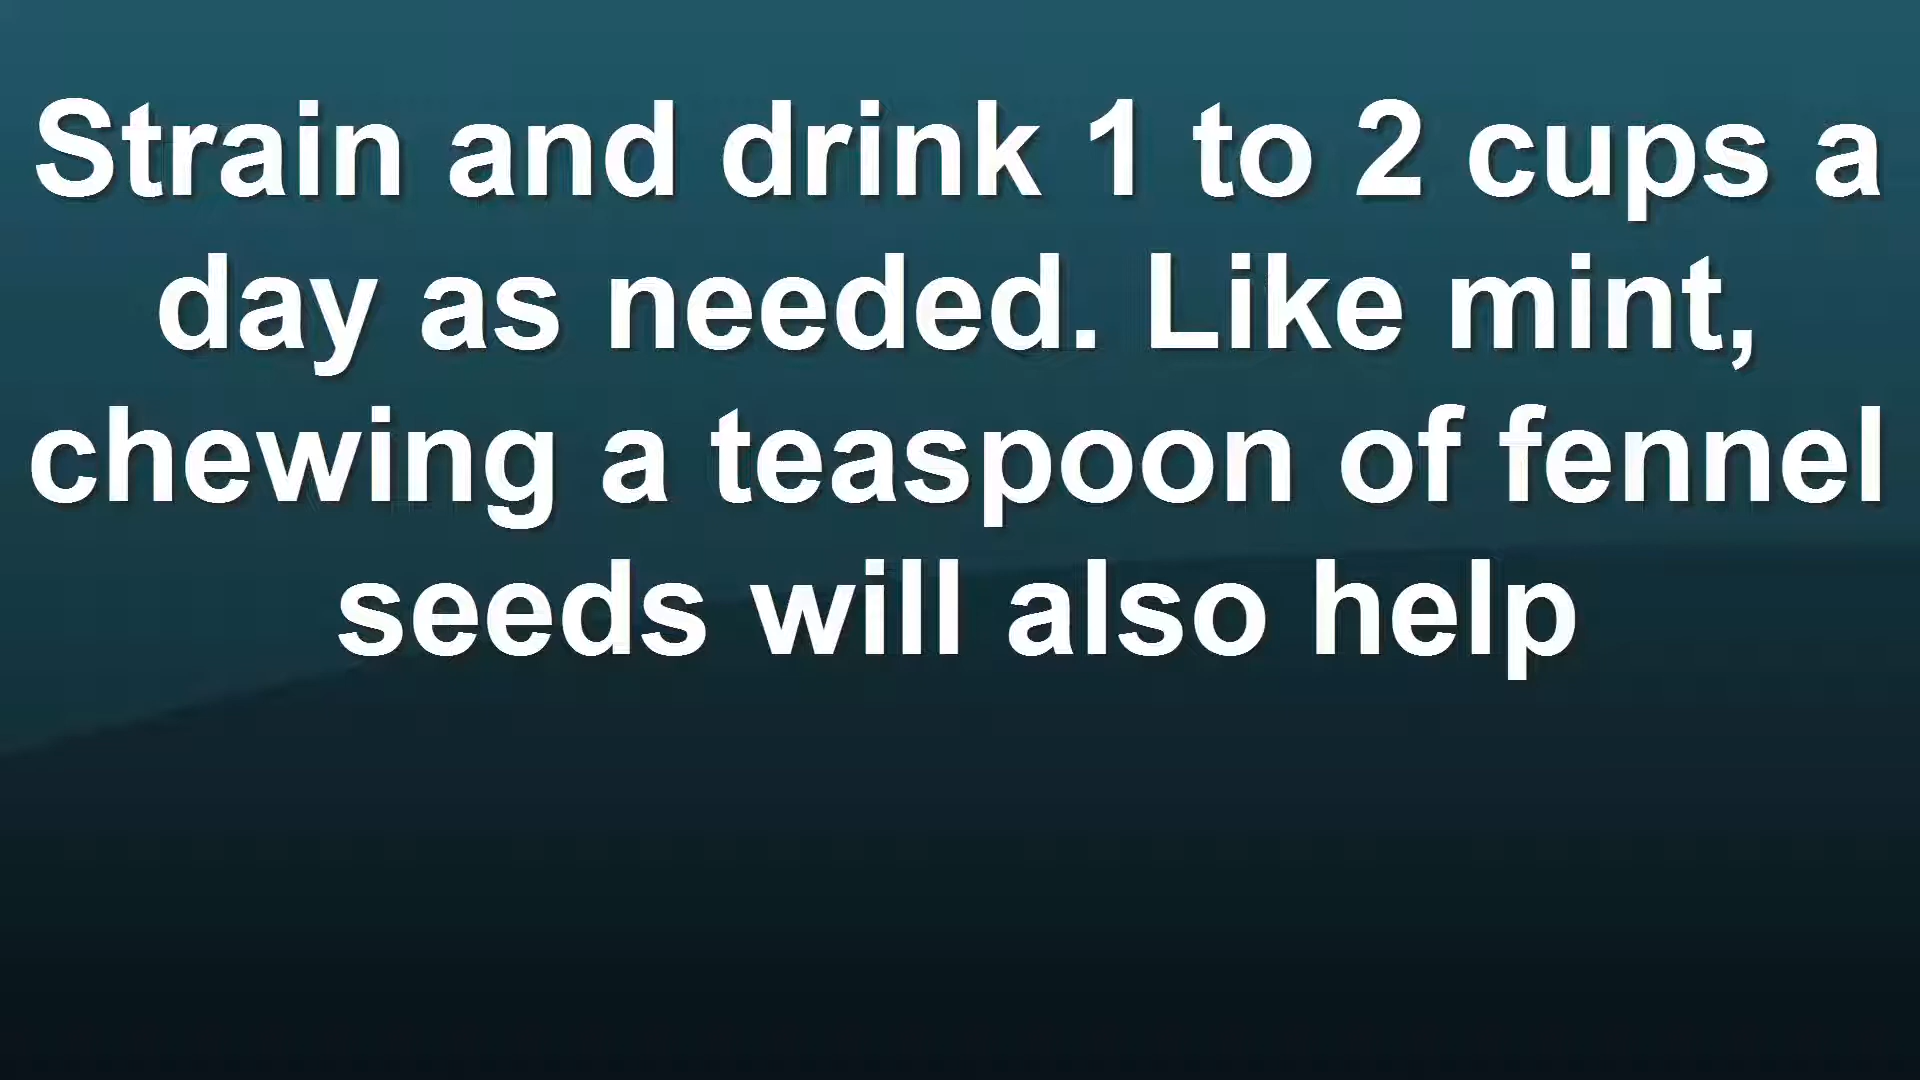 Strain and drink 1 to 2 cups a
day as needed. Like mint,
chewing a teaspoon of fennel
seeds will also help